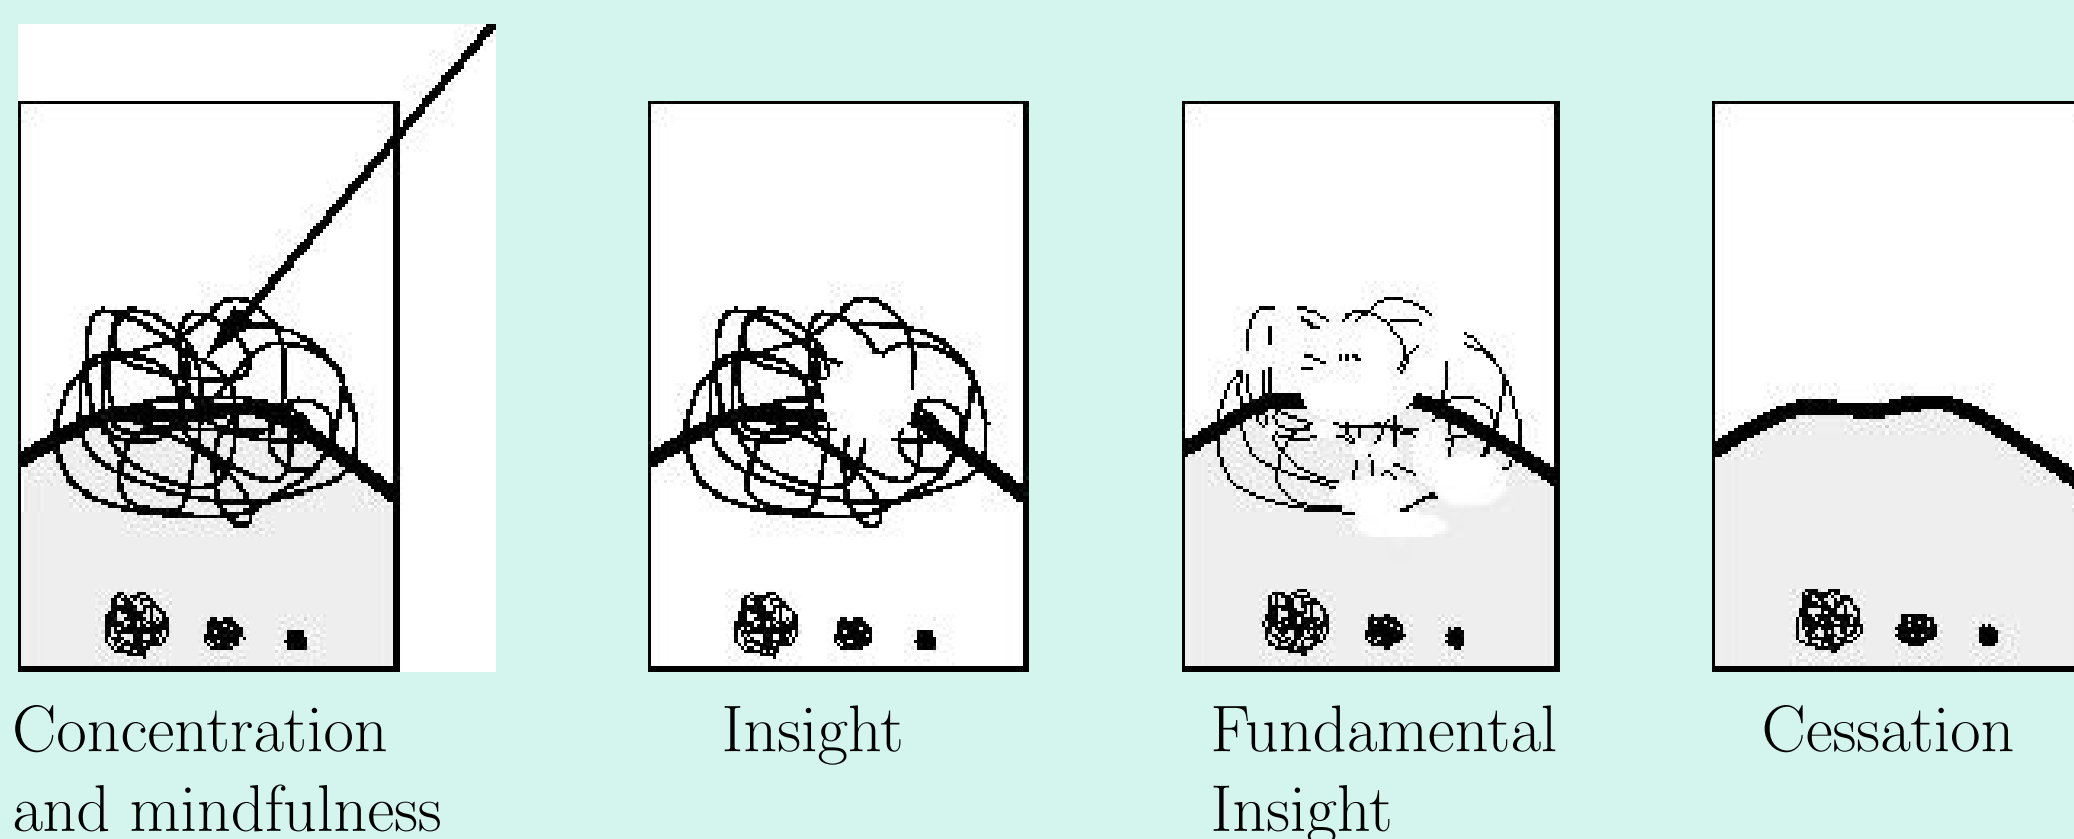 Concentration
and mindfulness
Insight
Fundamental
Insight
Cessation